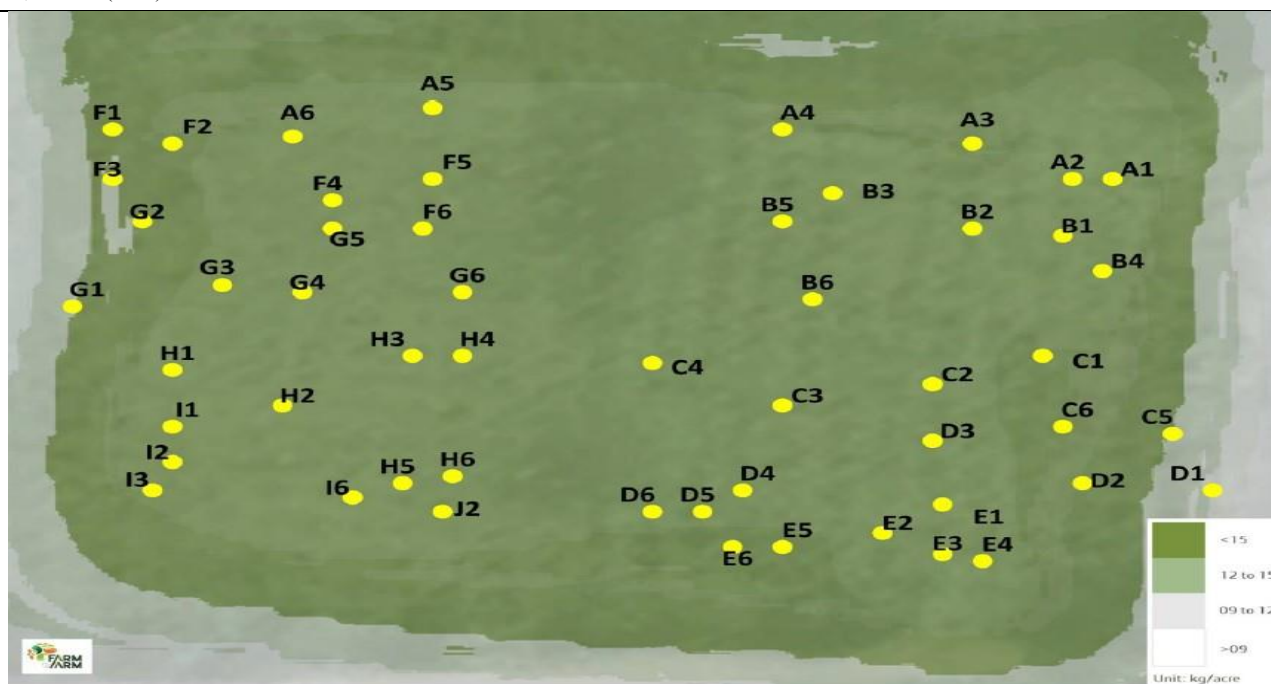 A5
F1
A6
A4
F2
A3
F3
F5
A2
A1
F4
B3
G2
F6
B5
B2
B1
G5
B4
G3
G4
G6
B6
G1
H3
H4
C4
C1
H1
C2
H2
C3
I1
C6
C5
D3
I2
H5
H6
I3
I6
J2
D6
D5
D4
D2
D1
E1
E2
E5
E3
E4
E6
<15
12 to 15
09 to 12
>09
Unit: kg/acre
FARM
ARM